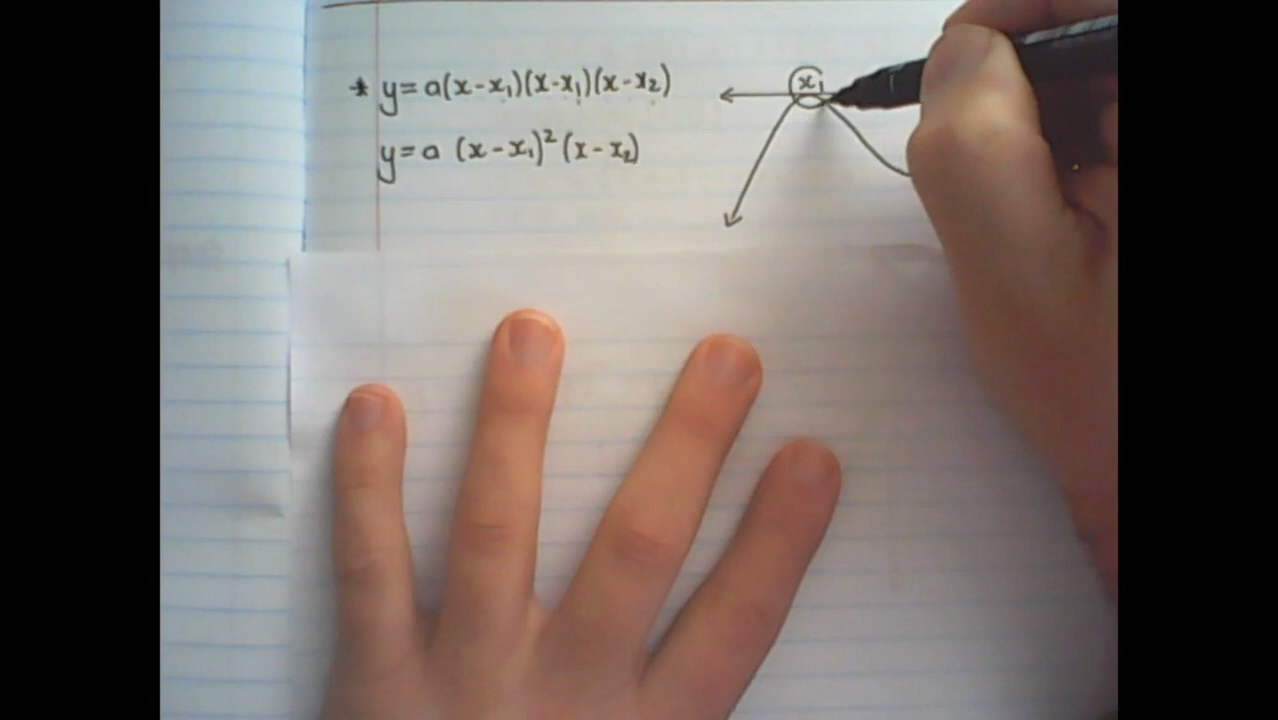 * y = a(x-x₁)(x-x₁)(x-x₂)
y = a (x-x₁)²(x-x₂)
x₁